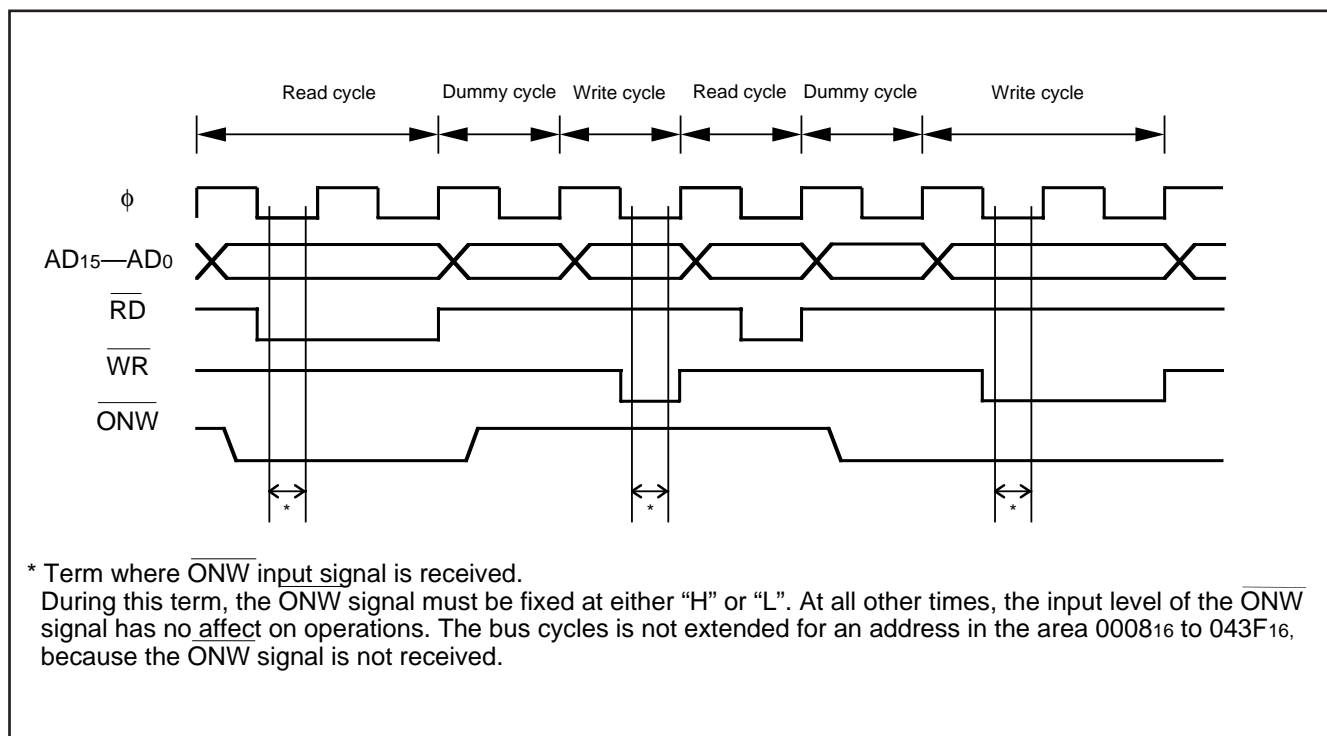 Read cycle Dummy cycle Write cycle Read cycle Dummy cycle Write cycle
ϕ
AD15—AD0
RD
WR
ONW
* * *
* Term where ONW input signal is received.
During this term, the ONW signal must be fixed at either “H” or “L”. At all other times, the input level of the ONW
signal has no affect on operations. The bus cycles is not extended for an address in the area 000816 to 043F16,
because the ONW signal is not received.